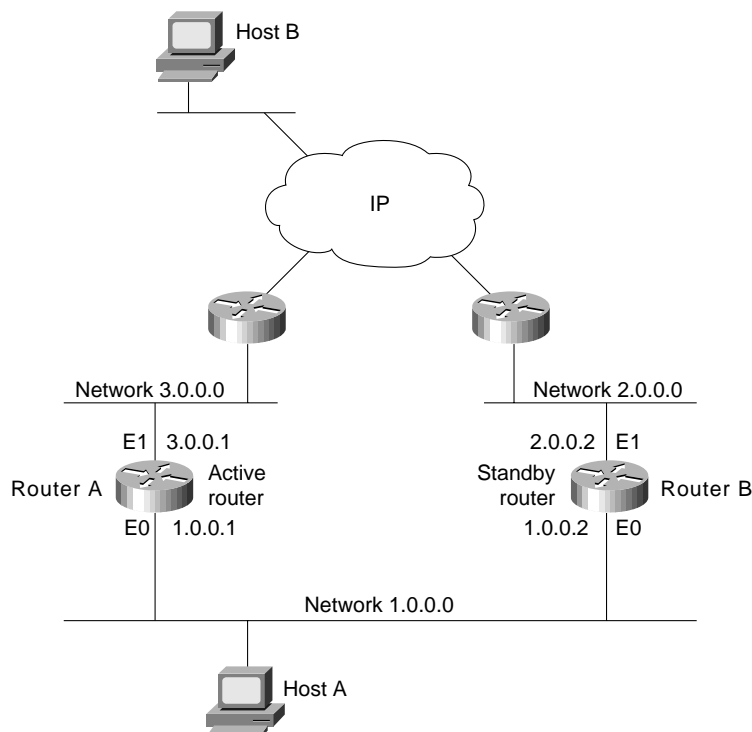 Host B
IP
Network 3.0.0.0
Network 2.0.0.0
E1 3.0.0.1
2.0.0.2 E1
Router A
Active
router
Standby
router
Router B
E0 1.0.0.1
1.0.0.2 E0
Network 1.0.0.0
Host A